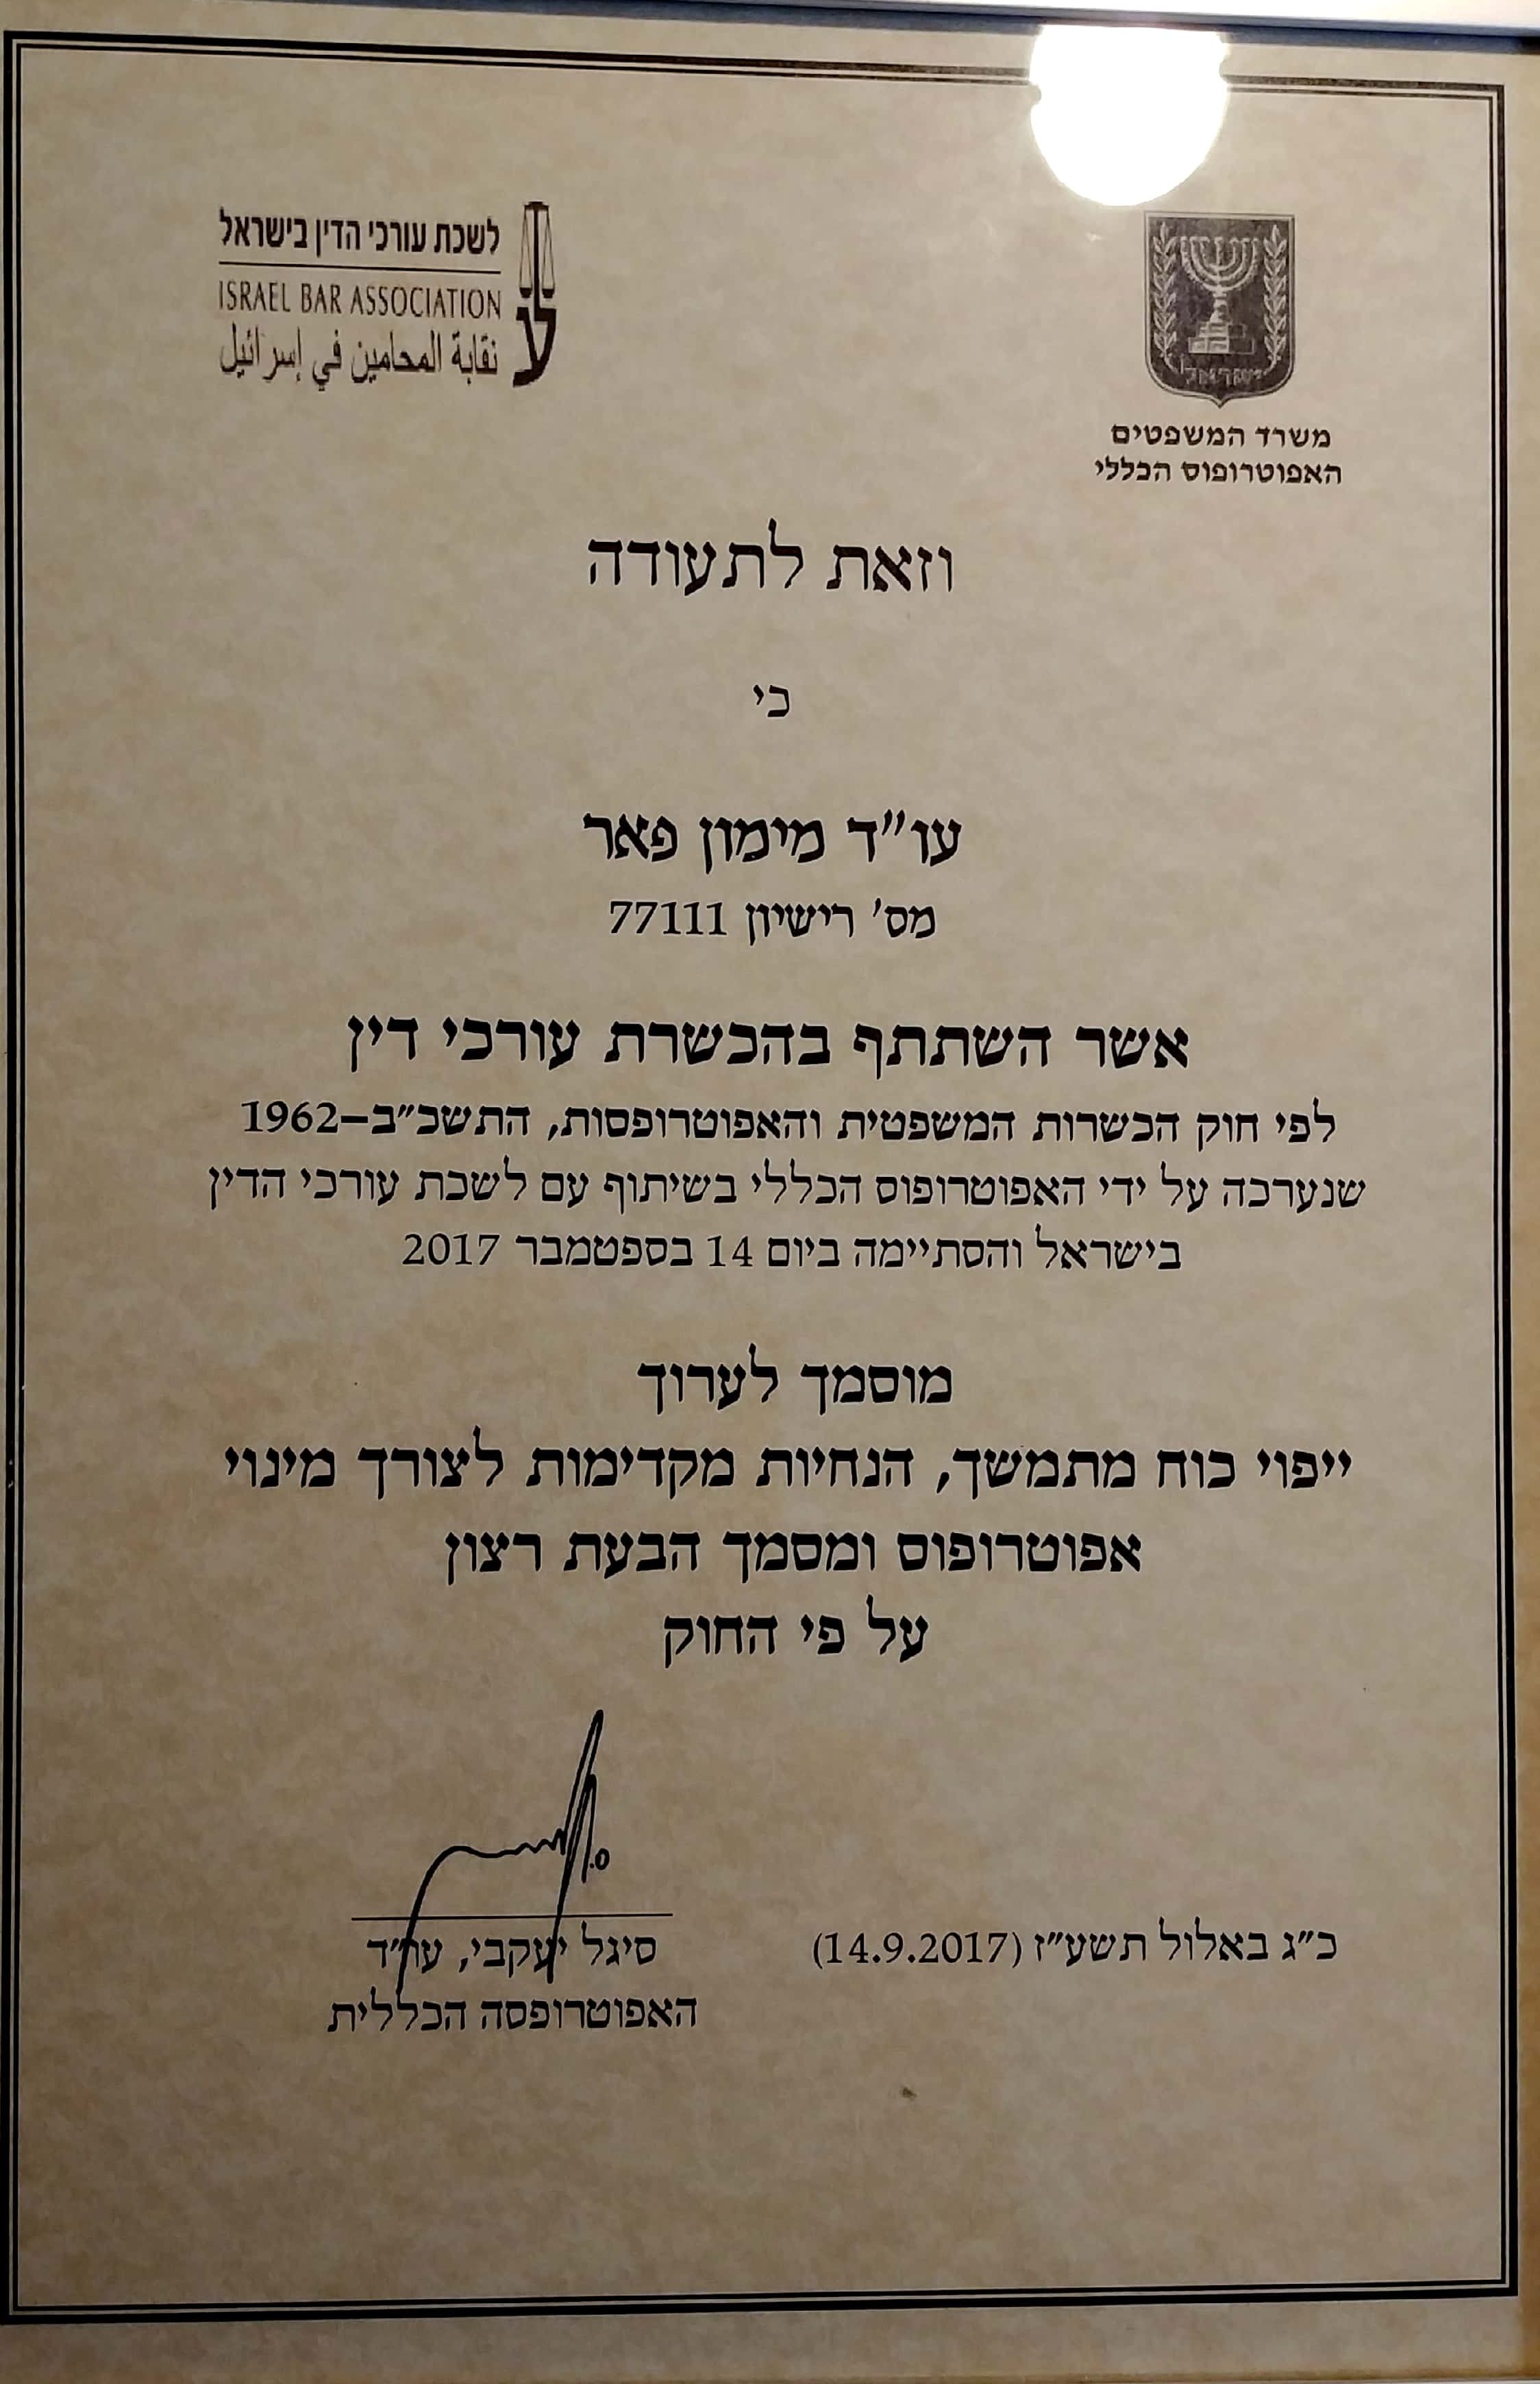 לשכת עורכי הדין בישראל
ISRAEL BAR ASSOCIATION
نقابة المحامين في إسرائيل
ישראל
משרד המשפטים
האפוטרופוס הכללי
וזאת לתעודה
כי
עו"ד מימון פאר
מס' רישיון 77111
אשר השתתף בהכשרת עורכי דין
לפי חוק הכשרות המשפטית והאפוטרופסות, התשכ"ב–1962
שנערכה על ידי האפוטרופוס הכללי בשיתוף עם לשכת עורכי הדין
בישראל והסתיימה ביום 14 בספטמבר 2017
מוסמך לערוך
ייפוי כוח מתמשך, הנחיות מקדימות לצורך מינוי
אפוטרופוס ומסמך הבעת רצון
על פי החוק
כ"ג באלול תשע"ז (14.9.2017)
סיגל יעקבי, עו"ד
האפוטרופסה הכללית